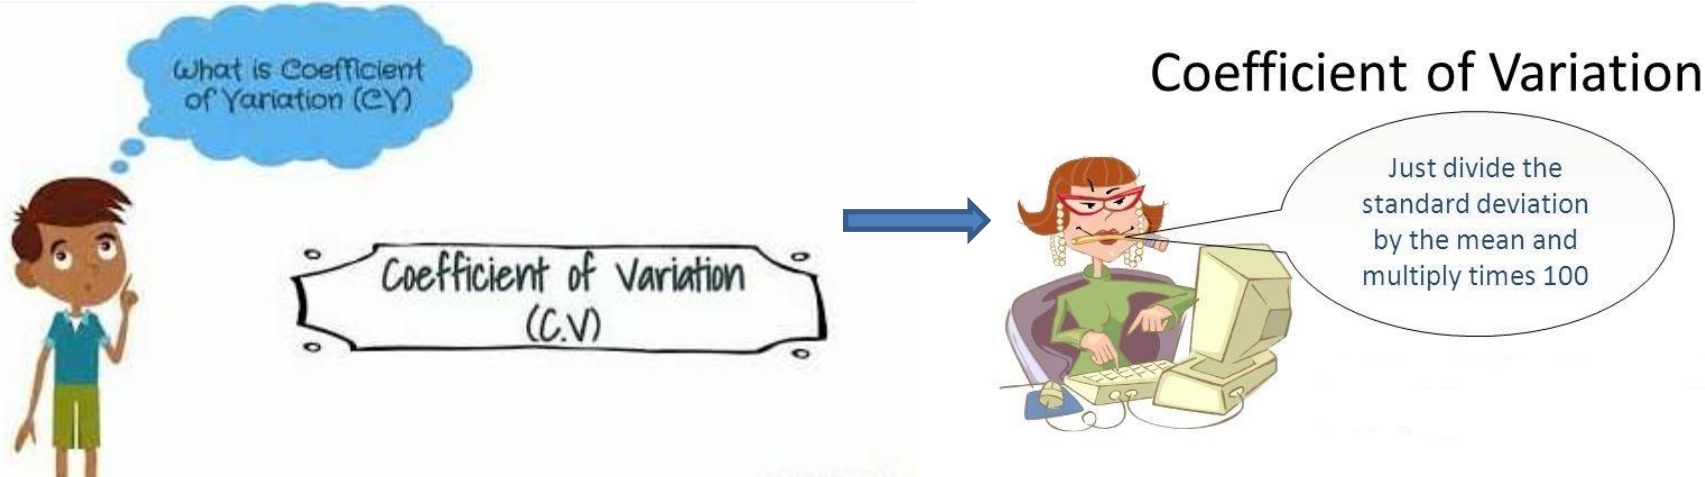 What is Coefficient
of Variation (CV)
Coefficient of Variation
(C.V)
Coefficient of Variation
Just divide the
standard deviation
by the mean and
multiply times 100